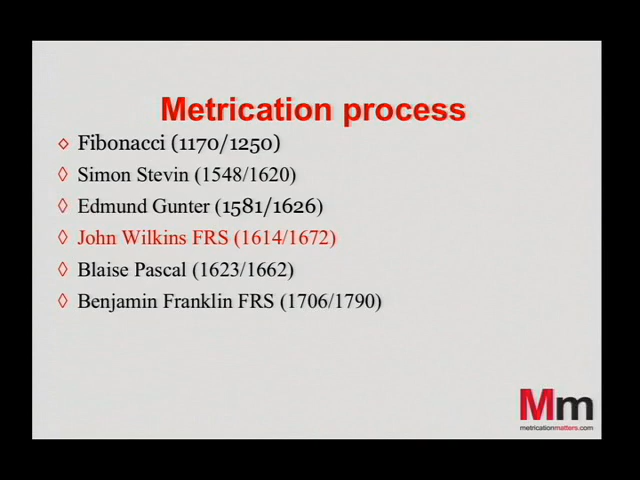 Metrication process
◊ Fibonacci (1170/1250)
◊ Simon Stevin (1548/1620)
◊ Edmund Gunter (1581/1626)
◊ John Wilkins FRS (1614/1672)
◊ Blaise Pascal (1623/1662)
◊ Benjamin Franklin FRS (1706/1790)
Mm
metricationmatters.com